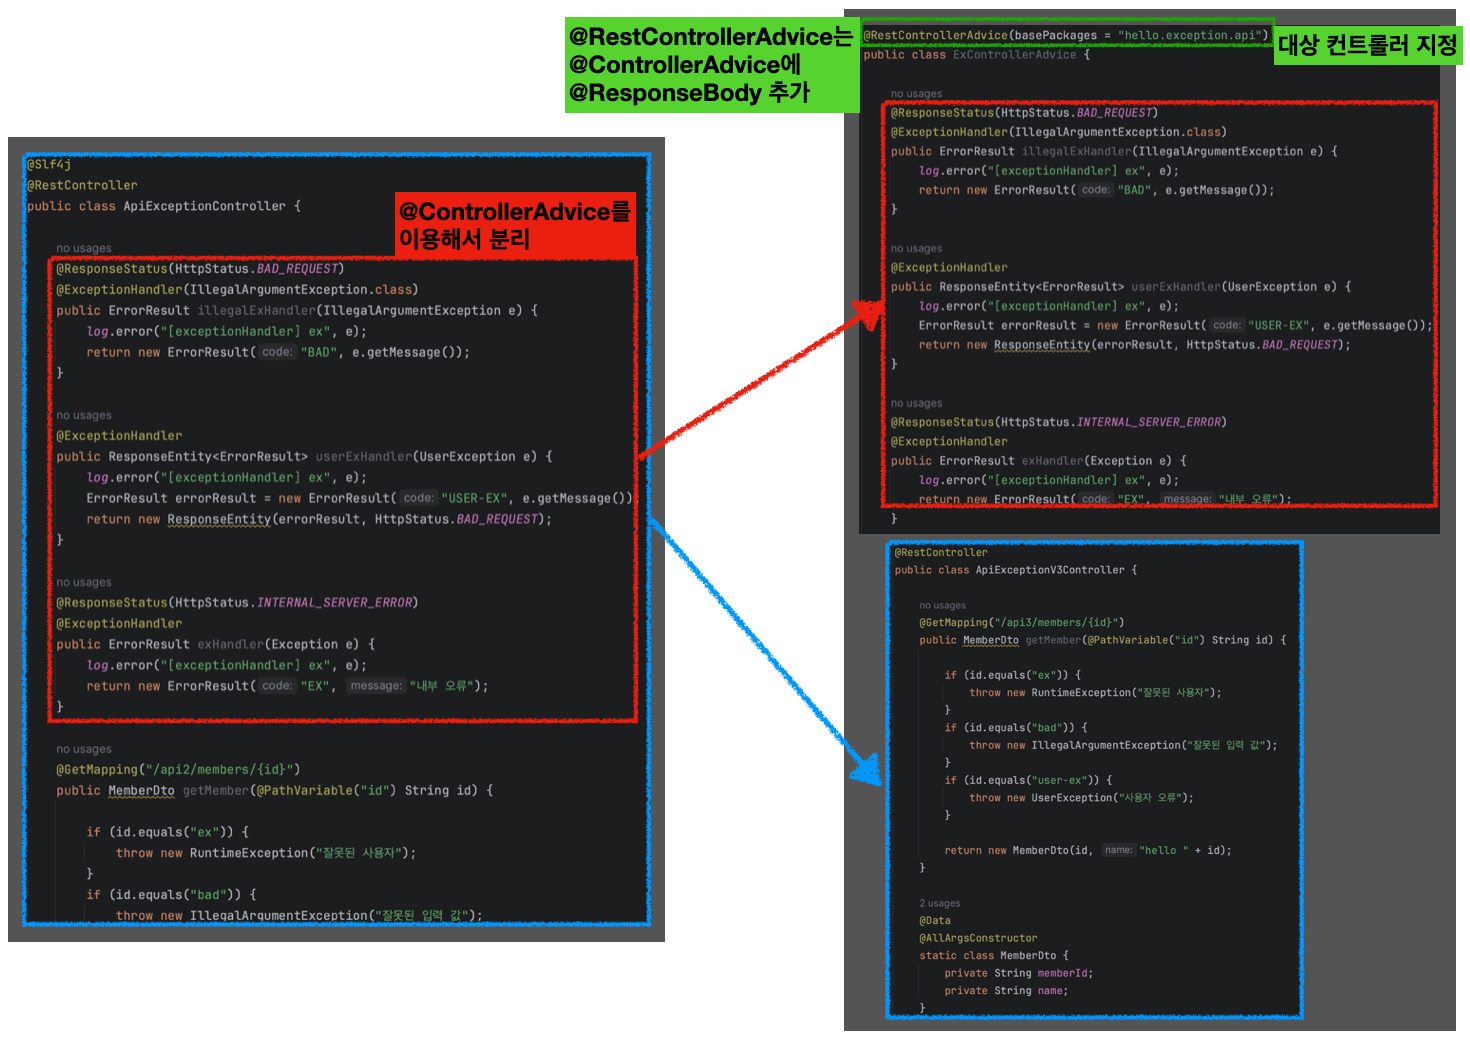 @Slf4j
@RestController
public class ApiExceptionController {
@ControllerAdvice를
이용해서 분리
no usages
@ResponseStatus(HttpStatus.BAD_REQUEST)
@ExceptionHandler(IllegalArgumentException.class)
public ErrorResult illegalExHandler(IllegalArgumentException e) {
log.error("[exceptionHandler] ex", e);
return new ErrorResult( code: "BAD", e.getMessage());
}
no usages
@ExceptionHandler
public ResponseEntity<ErrorResult> userExHandler(UserException e) {
log.error("[exceptionHandler] ex", e);
ErrorResult errorResult = new ErrorResult( code: "USER-EX", e.getMessage())
return new ResponseEntity(errorResult, HttpStatus.BAD_REQUEST);
}
no usages
@ResponseStatus(HttpStatus.INTERNAL_SERVER_ERROR)
@ExceptionHandler
public ErrorResult exHandler(Exception e) {
log.error("[exceptionHandler] ex", e);
return new ErrorResult( code: "EX", message: "내부 오류");
}
no usages
@GetMapping("/api2/members/{id}")
public MemberDto getMember(@PathVariable("id") String id) {
if (id.equals("ex")) {
throw new RuntimeException("잘못된 사용자");
}
if (id.equals("bad")) {
throw new IllegalArgumentException("잘못된 입력 값");
@RestControllerAdvice는
@ControllerAdvice에
@ResponseBody 추가
@RestControllerAdvice(basePackages = "hello.exception.api")
대상 컨트롤러 지정
public class ExControllerAdvice {
no usages
@ResponseStatus(HttpStatus.BAD_REQUEST)
@ExceptionHandler(IllegalArgumentException.class)
public ErrorResult illegalExHandler(IllegalArgumentException e) {
log.error("[exceptionHandler] ex", e);
return new ErrorResult( code: "BAD", e.getMessage());
}
no usages
@ExceptionHandler
public ResponseEntity<ErrorResult> userExHandler(UserException e) {
log.error("[exceptionHandler] ex", e);
ErrorResult errorResult = new ErrorResult( code: "USER-EX", e.getMessage());
return new ResponseEntity(errorResult, HttpStatus.BAD_REQUEST);
}
no usages
@ResponseStatus(HttpStatus.INTERNAL_SERVER_ERROR)
@ExceptionHandler
public ErrorResult exHandler(Exception e) {
log.error("[exceptionHandler] ex", e);
return new ErrorResult( code: "EX", message: "내부 오류");
}
@RestController
public class ApiExceptionV3Controller {
no usages
@GetMapping("/api3/members/{id}")
public MemberDto getMember(@PathVariable("id") String id) {
if (id.equals("ex")) {
throw new RuntimeException("잘못된 사용자");
}
if (id.equals("bad")) {
throw new IllegalArgumentException("잘못된 입력 값");
}
if (id.equals("user-ex")) {
throw new UserException("사용자 오류");
}
return new MemberDto(id, name: "hello " + id);
}
2 usages
@Data
@AllArgsConstructor
static class MemberDto {
private String memberId;
private String name;
}